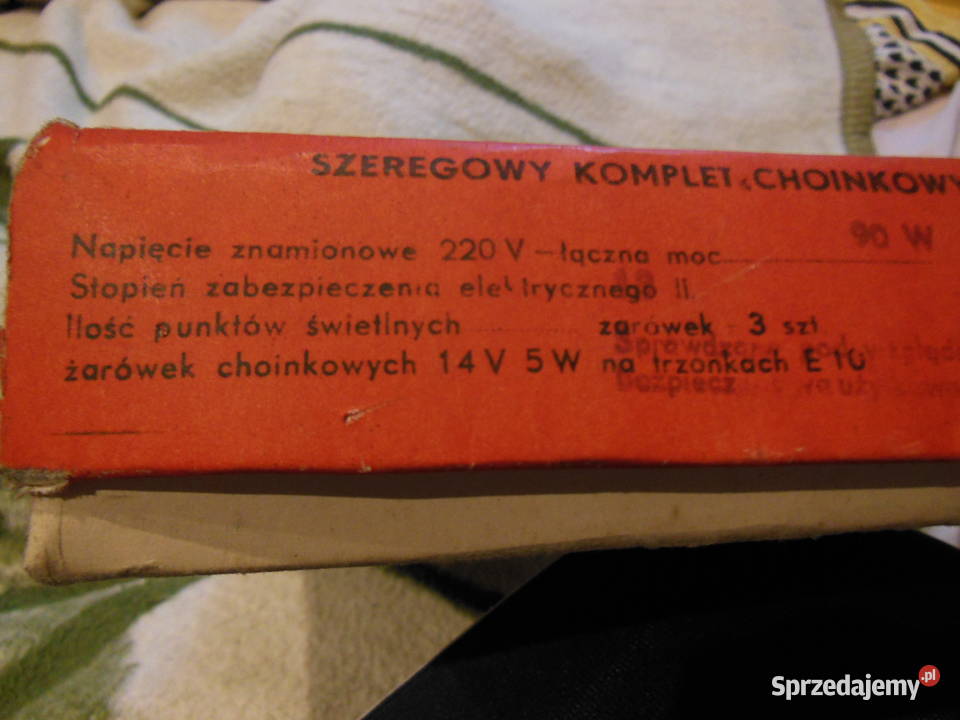 SZEREGOWY KOMPLET CHOINKOWY
Napięcie znamionowe 220 V – łączna moc 90 W
Stopień zabezpieczenia elektrycznego II.
Ilość punktów świetlnych żarówek 3 szt
żarówek choinkowych 14 V 5 W na trzonkach E 10
Sprzedajemy.pl